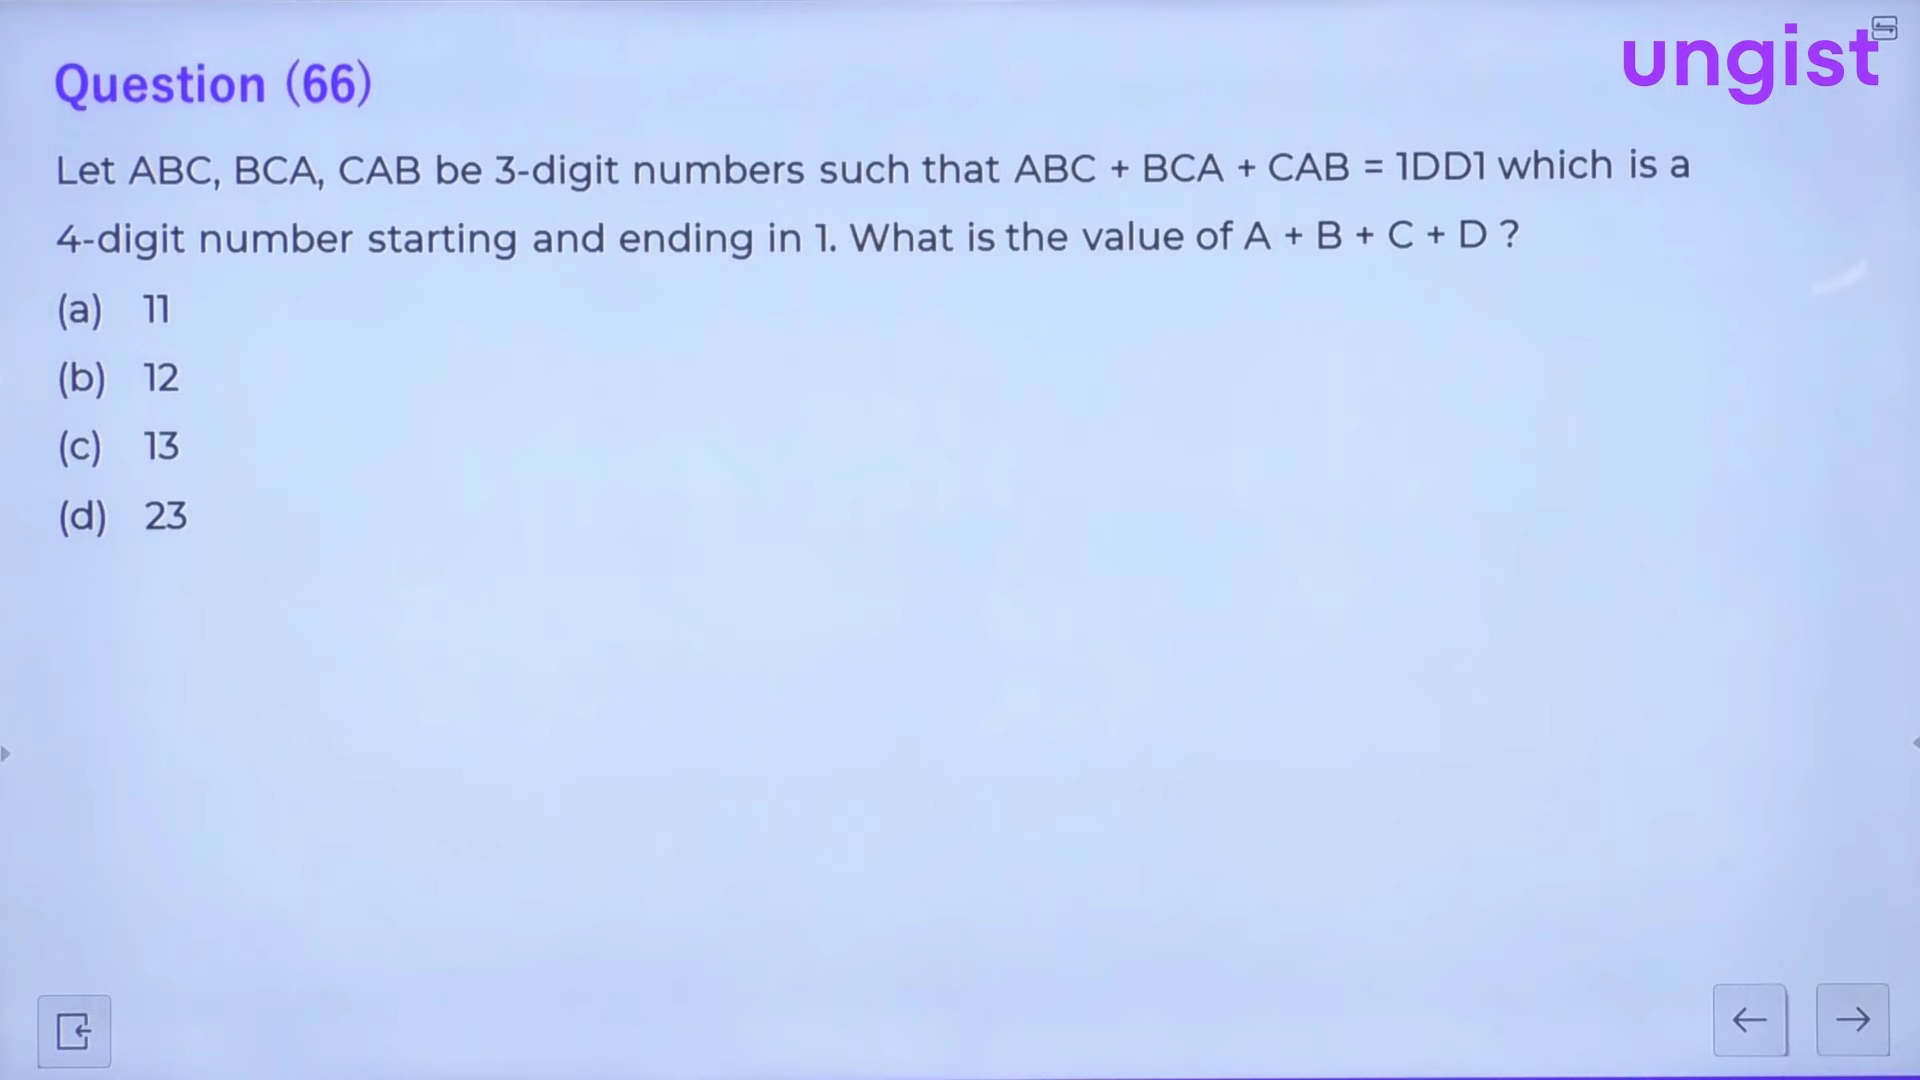 ungist
Question (66)
Let ABC, BCA, CAB be 3-digit numbers such that ABC + BCA + CAB = 1DD1 which is a
4-digit number starting and ending in 1. What is the value of A + B + C + D ?
(a) 11
(b) 12
(c) 13
(d) 23